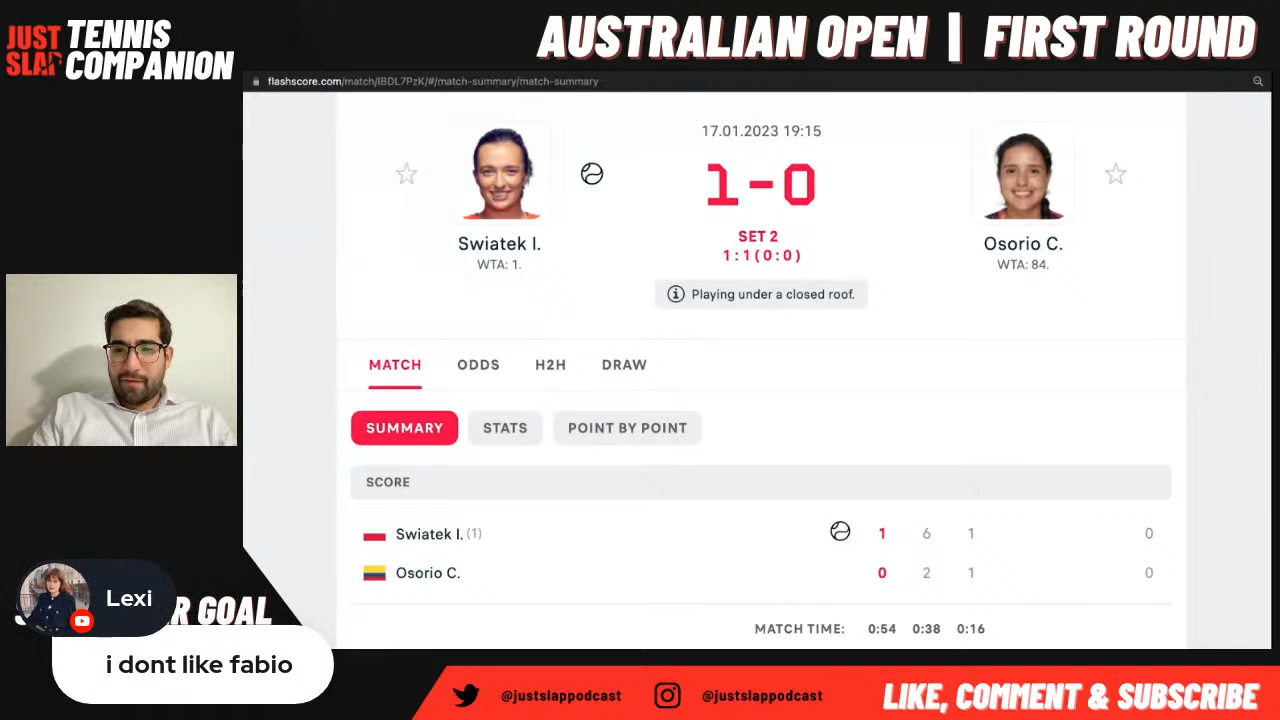 JUST TENNIS
SLAP COMPANION
AUSTRALIAN OPEN | FIRST ROUND
flashscore.com/match/IBDL7PzK/#/match-summary/match-summary
17.01.2023 19:15
1-0
SET 2
1 : 1 ( 0 : 0 )
Swiatek I.
WTA: 1.
Osorio C.
WTA: 84.
Playing under a closed roof.
MATCH ODDS H2H DRAW
SUMMARY STATS POINT BY POINT
SCORE
Swiatek I. (1) 1 6 1 0
Osorio C. 0 2 1 0
MATCH TIME: 0:54 0:38 0:16
Lexi
GOAL
i dont like fabio
@justslappodcast @justslappodcast
LIKE, COMMENT & SUBSCRIBE